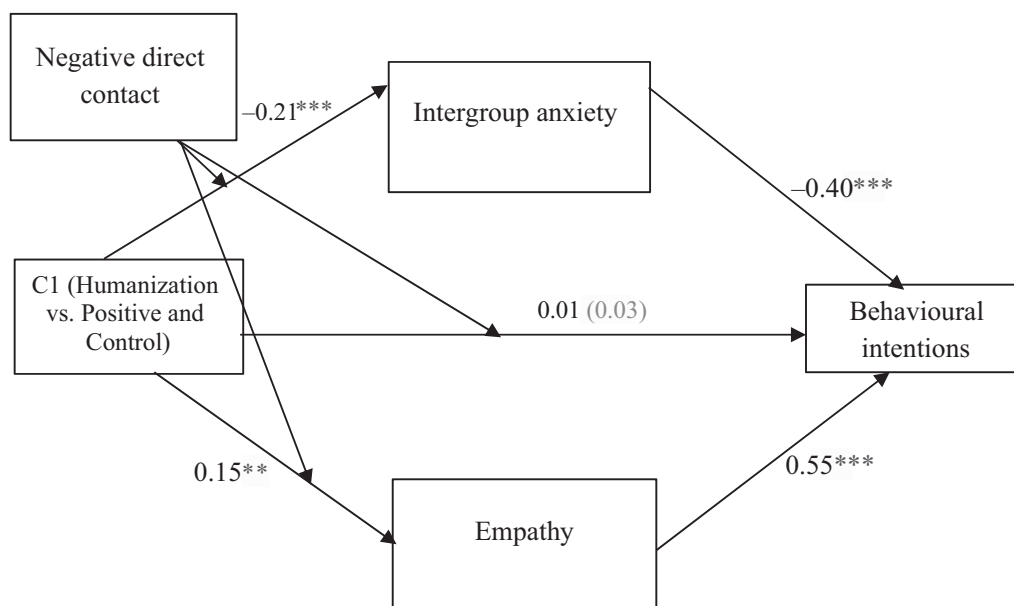 Negative direct
contact
–0.21***
Intergroup anxiety
–0.40***
C1 (Humanization
vs. Positive and
Control)
0.01 (0.03)
Behavioural
intentions
0.15**
0.55***
Empathy